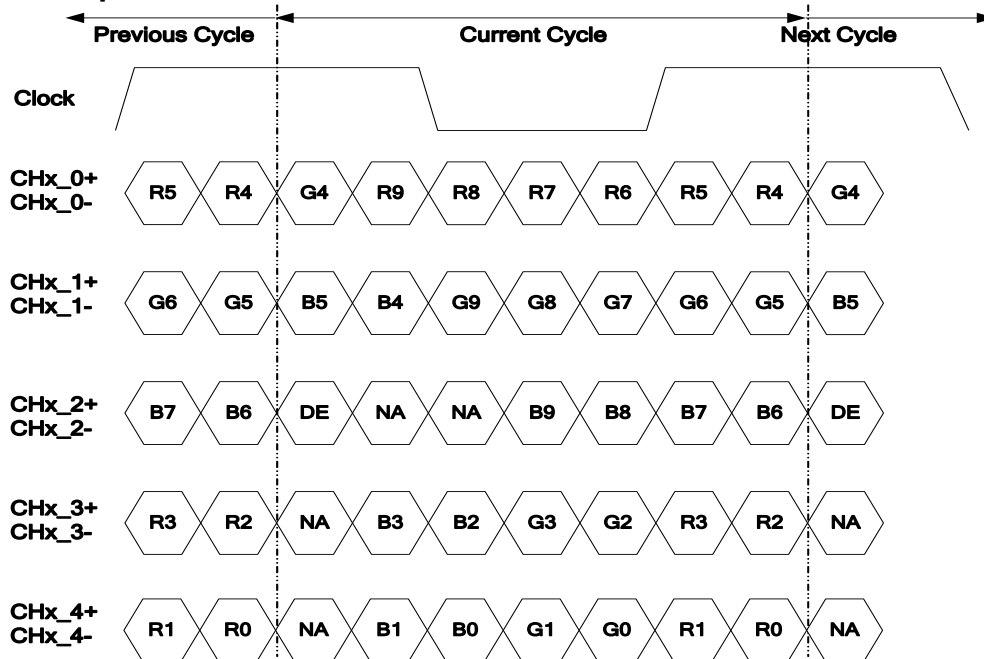 Previous Cycle Current Cycle Next Cycle
Clock
CHx_0+
CHx_0-
R5 R4 G4 R9 R8 R7 R6 R5 R4 G4
CHx_1+
CHx_1-
G6 G5 B5 B4 G9 G8 G7 G6 G5 B5
CHx_2+
CHx_2-
B7 B6 DE NA NA B9 B8 B7 B6 DE
CHx_3+
CHx_3-
R3 R2 NA B3 B2 G3 G2 R3 R2 NA
CHx_4+
CHx_4-
R1 R0 NA B1 B0 G1 G0 R1 R0 NA